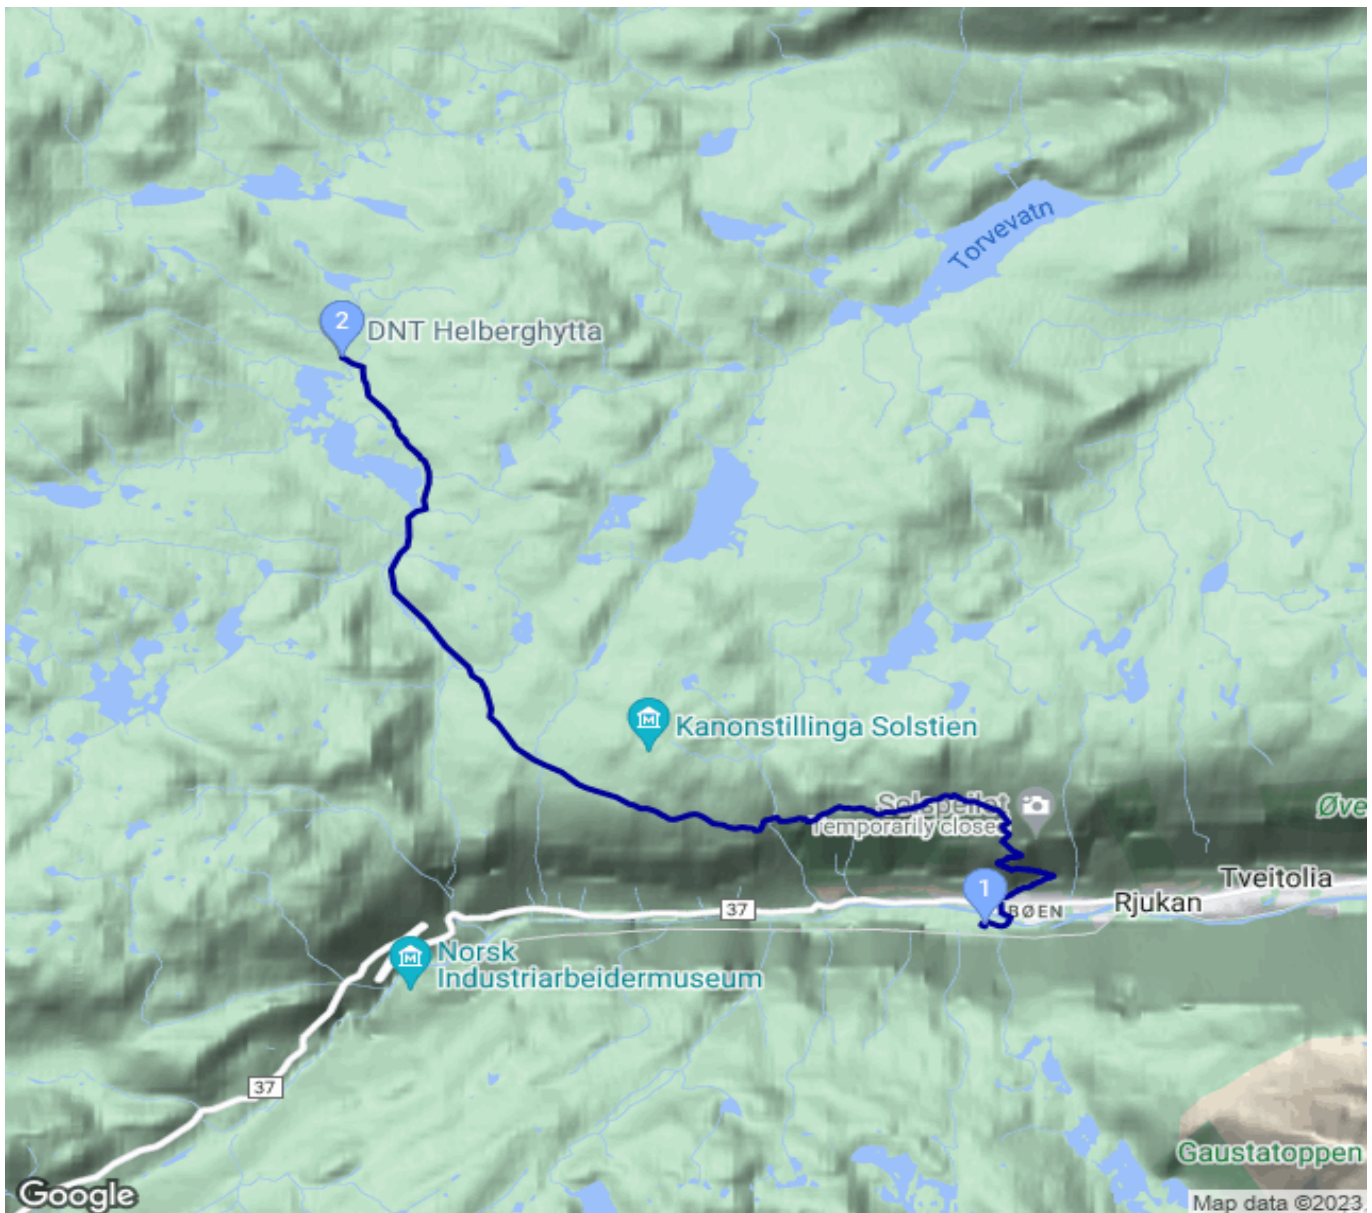 Torvevatn
2
DNT Helberghytta
Kanonstillinga Solstien
Solspeilet
Temporarily close
Øve
1
BØEN
Tveitolia
Rjukan
37
Norsk
Industriarbeidermuseum
37
Gaustatoppen
Google
Map data ©2023